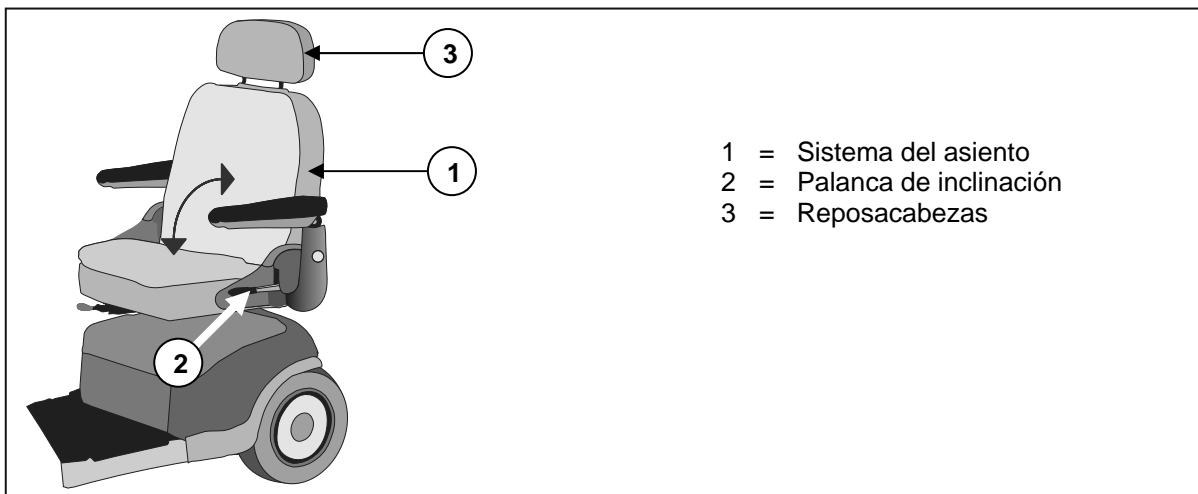 3
1
2
1 = Sistema del asiento
2 = Palanca de inclinación
3 = Reposacabezas